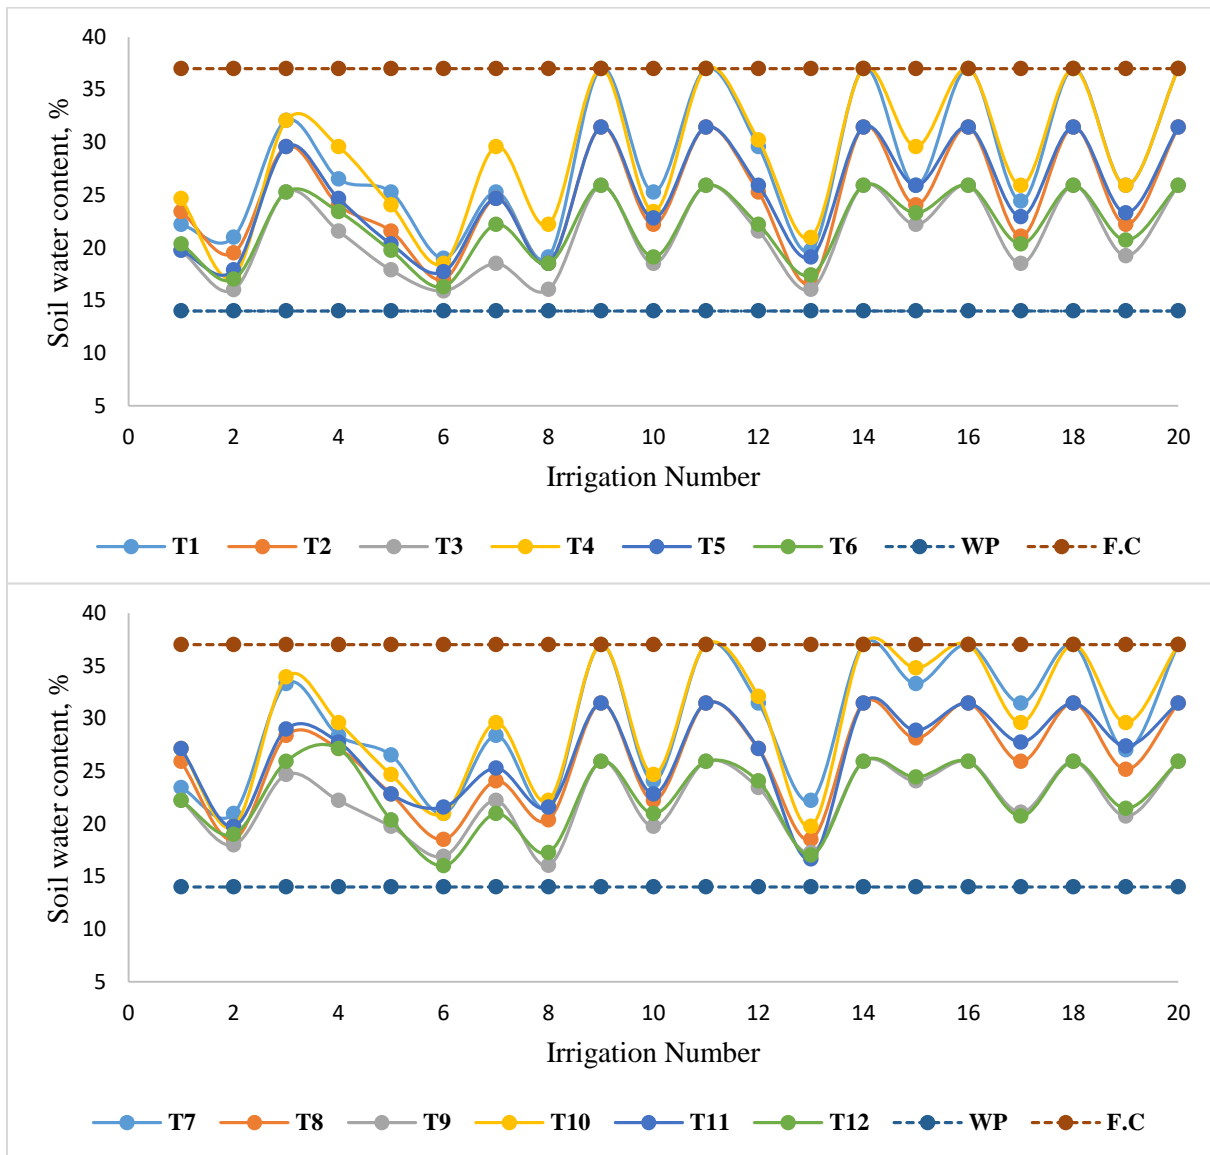 40
35
30
25
20
15
10
5
Soil water content, %
0 2 4 6 8 10 12 14 16 18 20
Irrigation Number
T1 T2 T3 T4 T5 T6 WP F.C
40
35
30
25
20
15
10
5
Soil water content, %
0 2 4 6 8 10 12 14 16 18 20
Irrigation Number
T7 T8 T9 T10 T11 T12 WP F.C